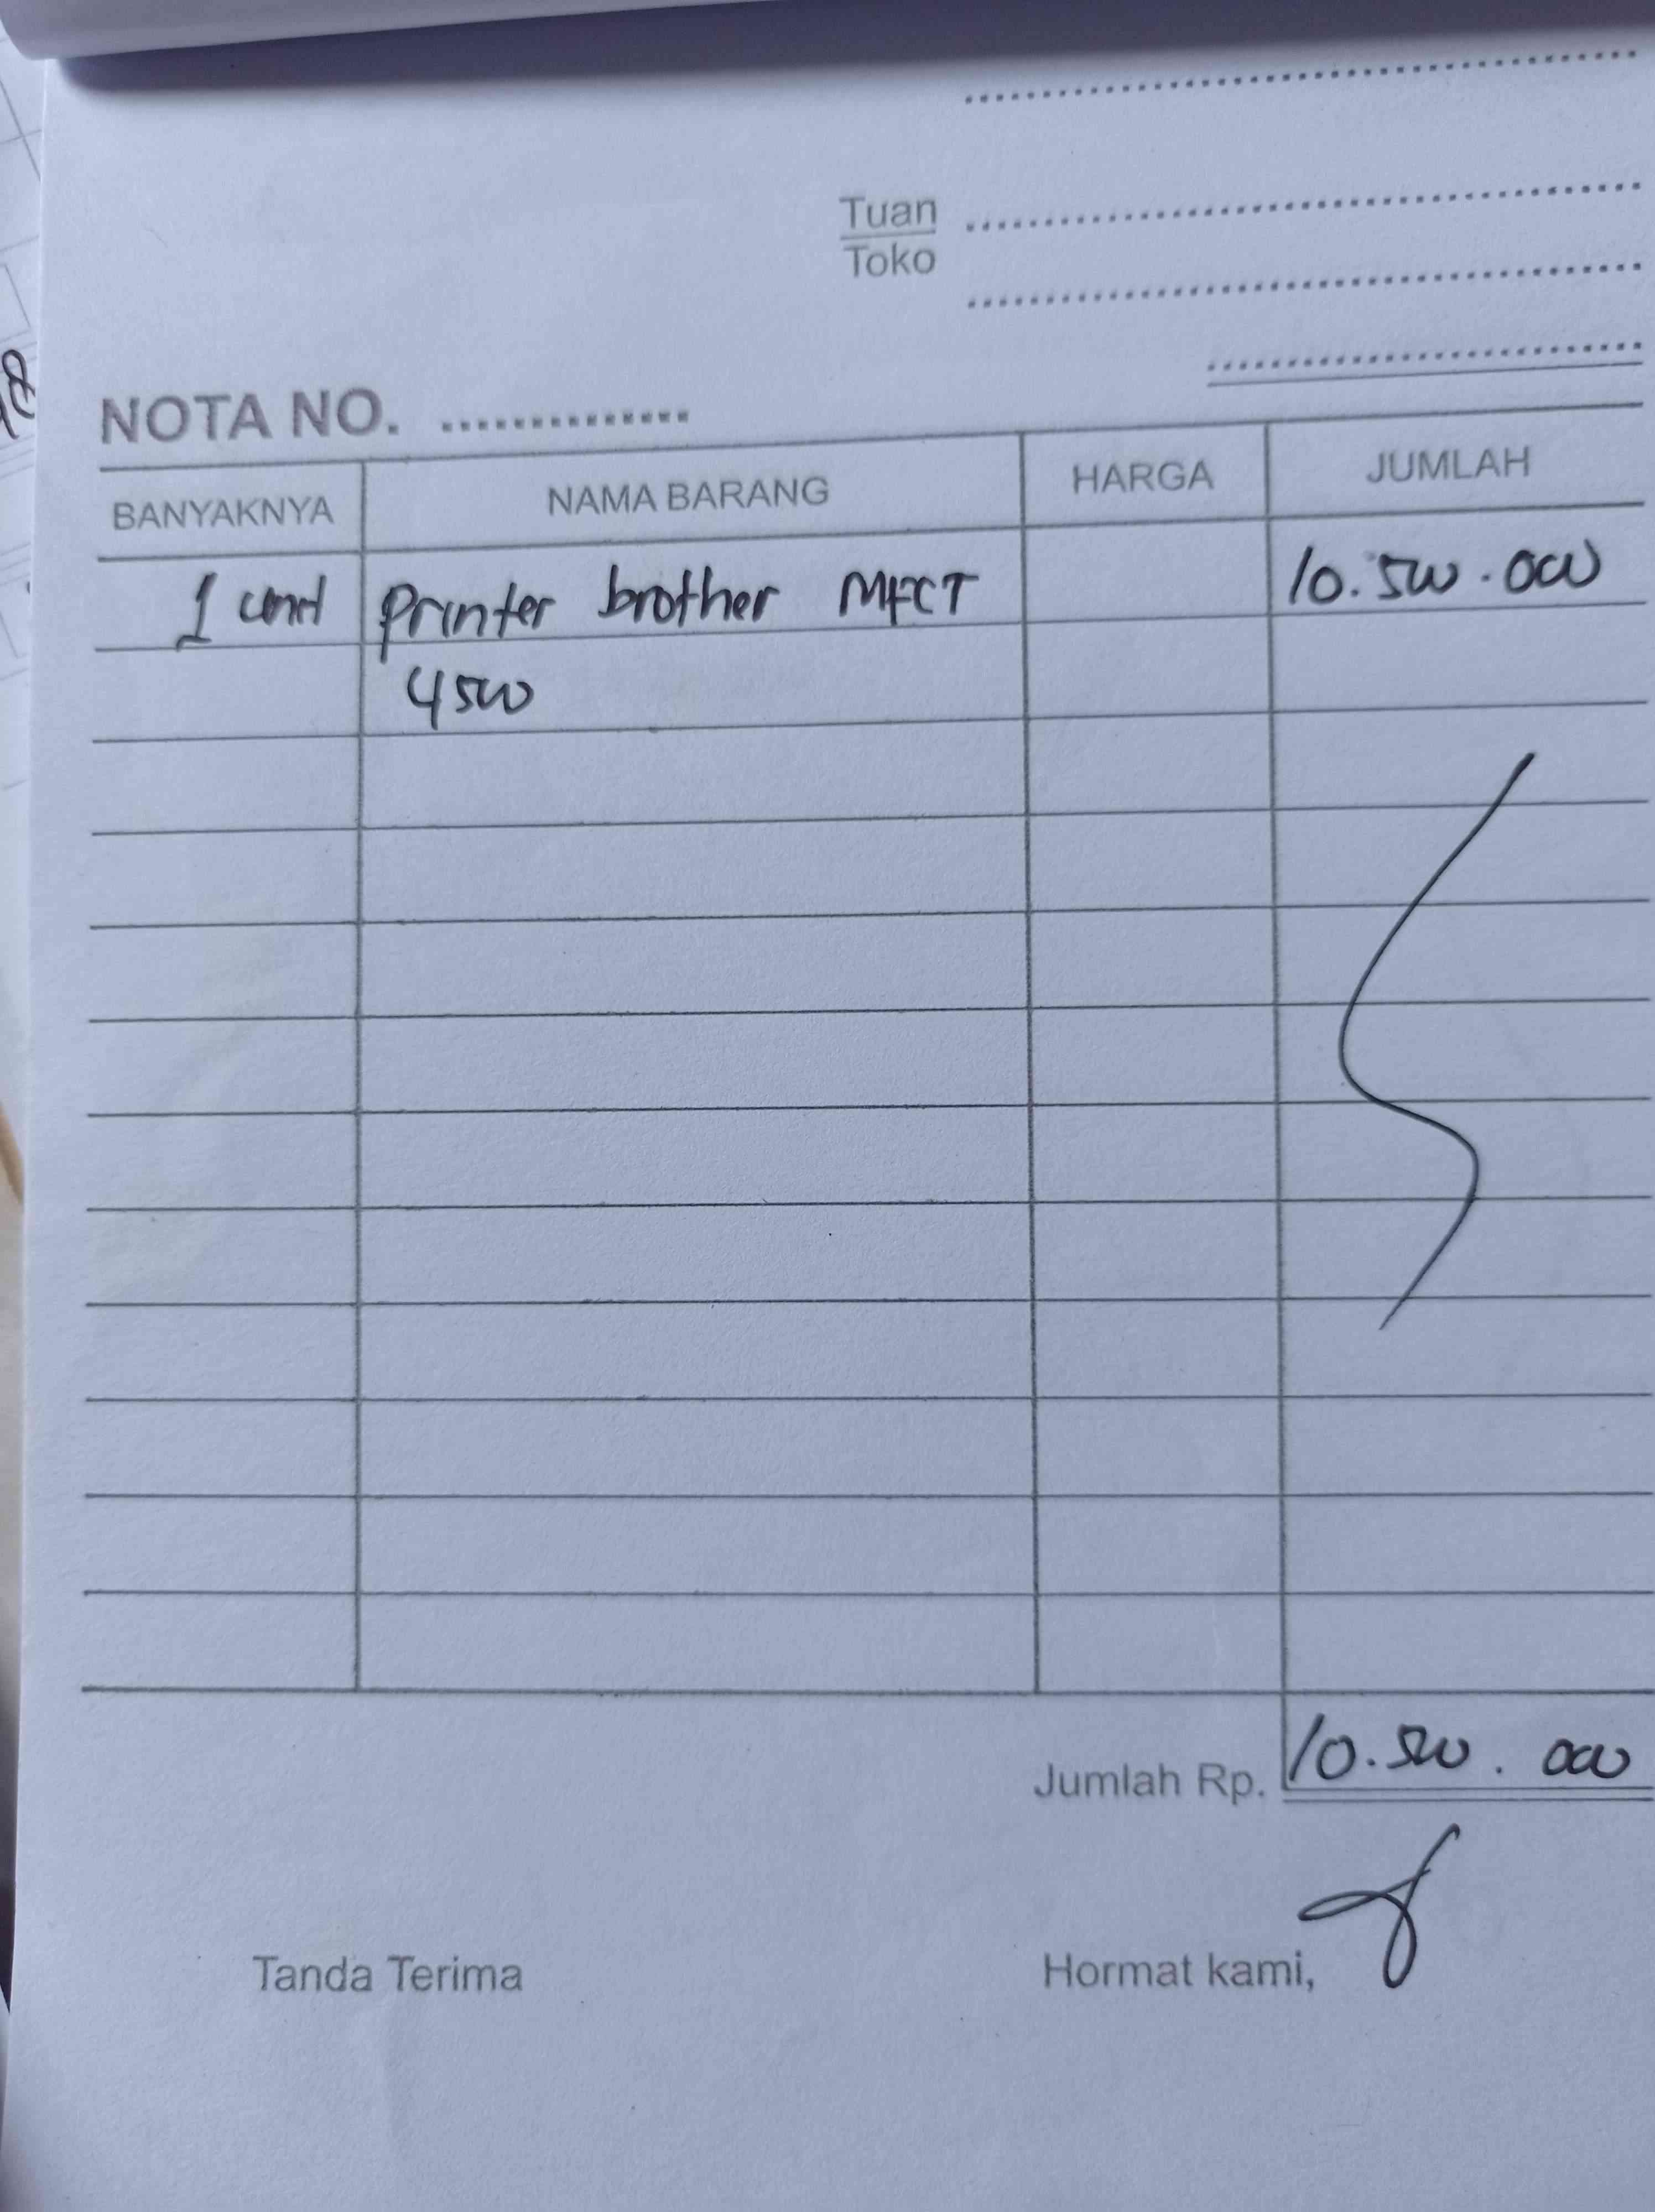 Tuan
Toko
NOTA NO. ..............
BANYAKNYA NAMA BARANG HARGA JUMLAH
1 unit Printer brother MFCT 10.500.000
4500
Jumlah Rp. 10.500.000
Tanda Terima Hormat kami,